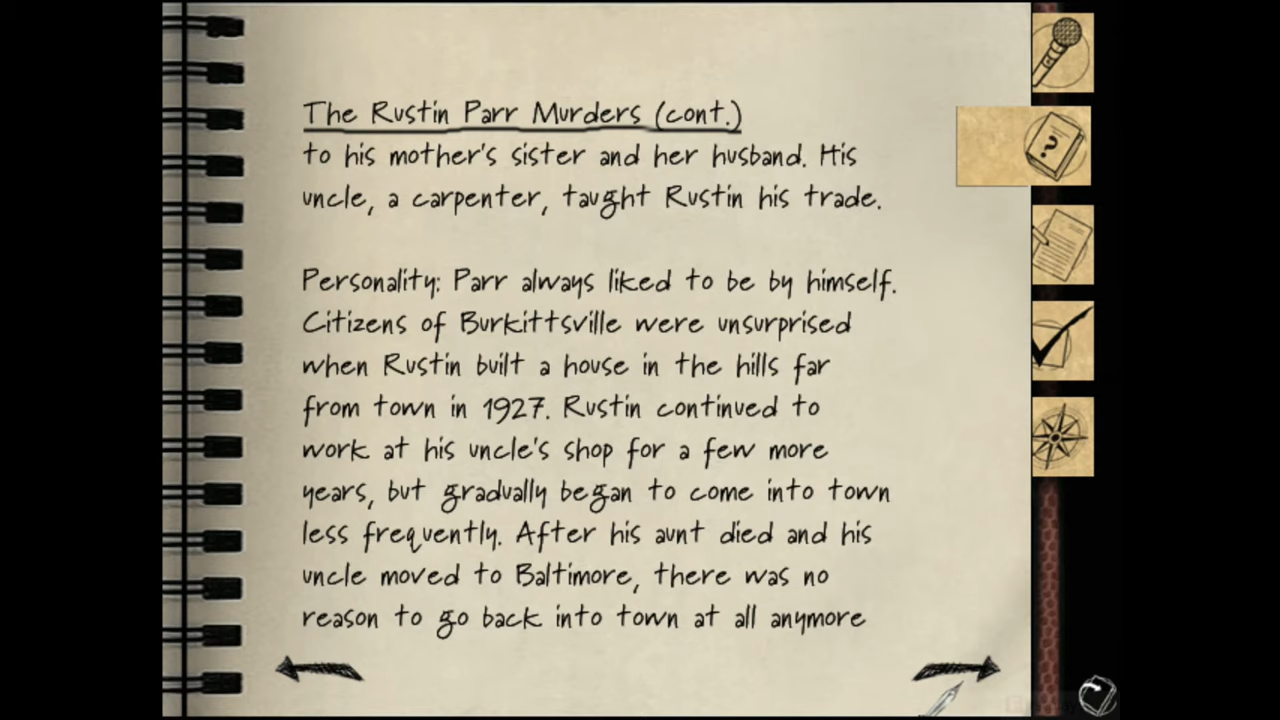 The Rustin Parr Murders (cont.)
to his mother's sister and her husband. His
uncle, a carpenter, taught Rustin his trade.
Personality: Parr always liked to be by himself.
Citizens of Burkittsville were unsurprised
when Rustin built a house in the hills far
from town in 1927. Rustin continued to
work at his uncle's shop for a few more
years, but gradually began to come into town
less frequently. After his aunt died and his
uncle moved to Baltimore, there was no
reason to go back into town at all anymore
?